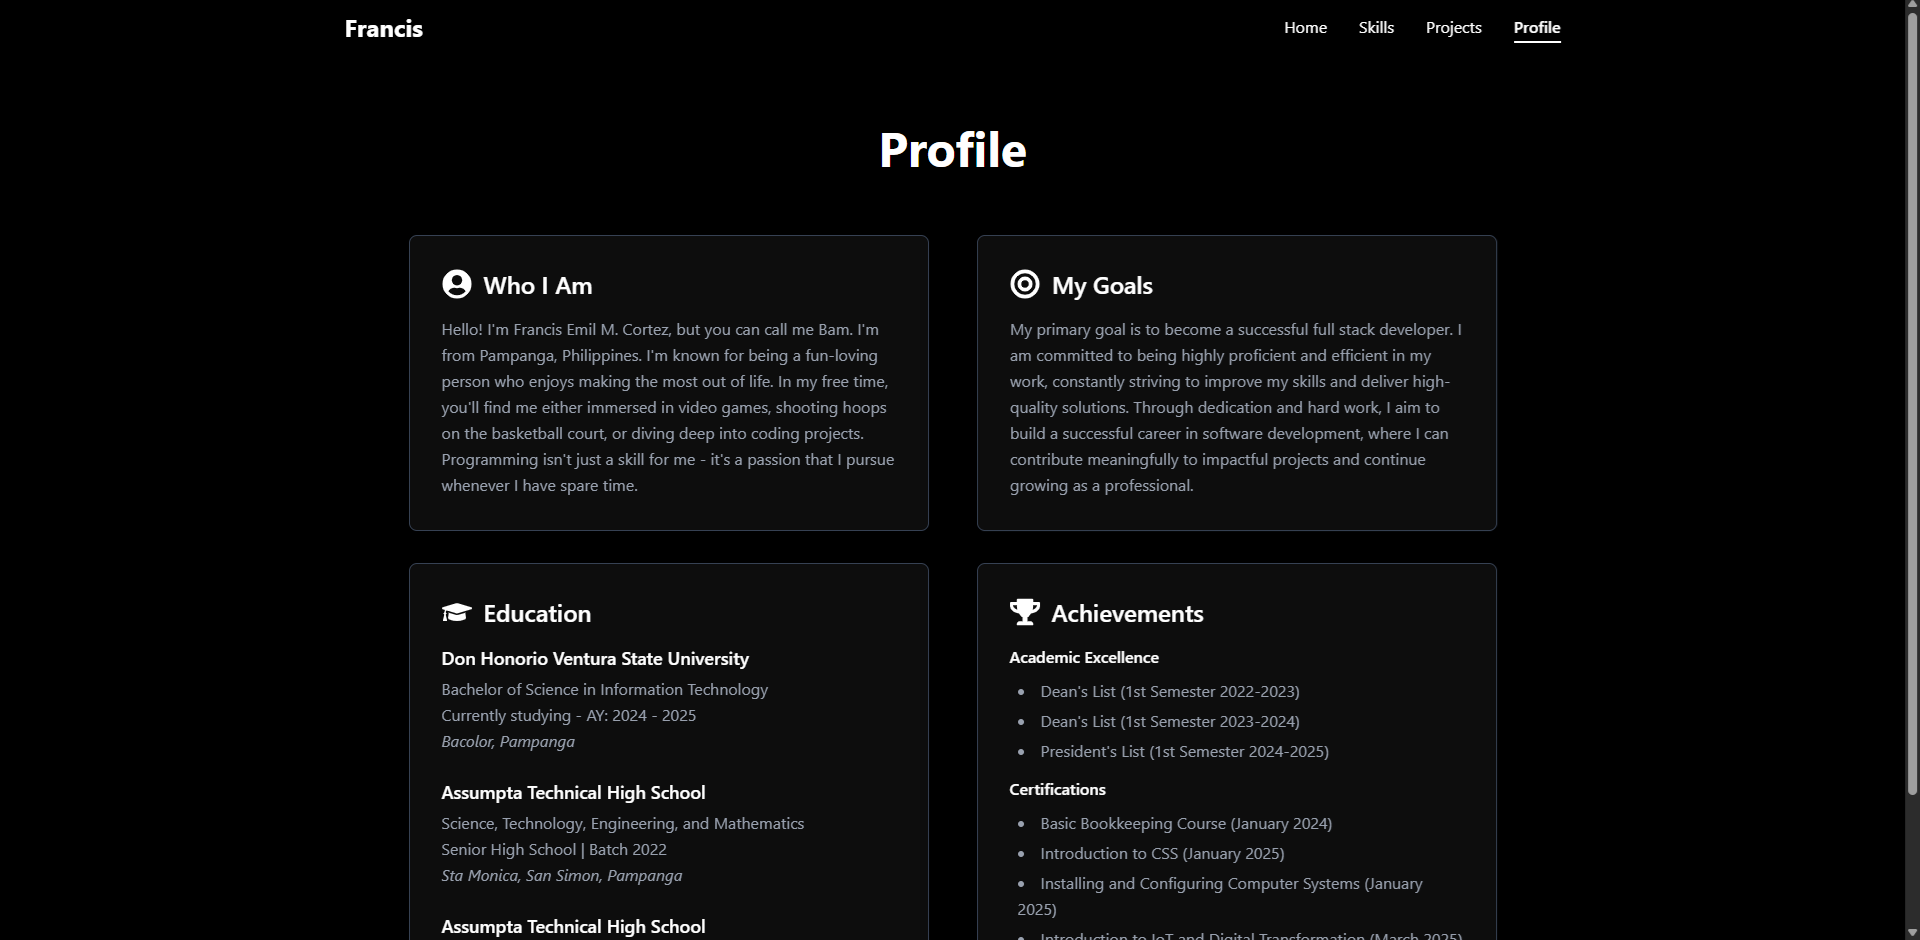 Francis
Home
Skills
Projects
Profile
Profile
Who I Am
Hello! I'm Francis Emil M. Cortez, but you can call me Bam. I'm
from Pampanga, Philippines. I'm known for being a fun-loving
person who enjoys making the most out of life. In my free time,
you'll find me either immersed in video games, shooting hoops
on the basketball court, or diving deep into coding projects.
Programming isn't just a skill for me - it's a passion that I pursue
whenever I have spare time.
My Goals
My primary goal is to become a successful full stack developer. I
am committed to being highly proficient and efficient in my
work, constantly striving to improve my skills and deliver high-
quality solutions. Through dedication and hard work, I aim to
build a successful career in software development, where I can
contribute meaningfully to impactful projects and continue
growing as a professional.
Education
Don Honorio Ventura State University
Bachelor of Science in Information Technology
Currently studying - AY: 2024 - 2025
Bacolor, Pampanga
Assumpta Technical High School
Science, Technology, Engineering, and Mathematics
Senior High School | Batch 2022
Sta Monica, San Simon, Pampanga
Assumpta Technical High School
Achievements
Academic Excellence
• Dean's List (1st Semester 2022-2023)
• Dean's List (1st Semester 2023-2024)
• President's List (1st Semester 2024-2025)
Certifications
• Basic Bookkeeping Course (January 2024)
• Introduction to CSS (January 2025)
• Installing and Configuring Computer Systems (January
2025)
• Introduction to IoT and Digital Transformation (March 2025)